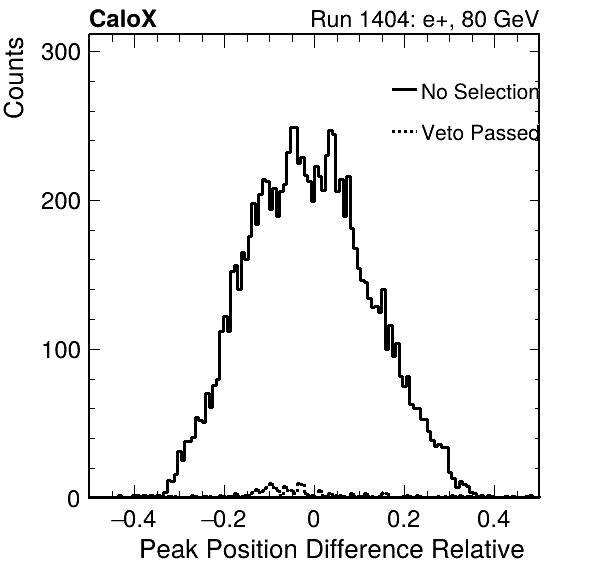 CaloX Run 1404: e+, 80 GeV
Counts
300
No Selection
Veto Passed
200
100
0
−0.4 −0.2 0 0.2 0.4
Peak Position Difference Relative